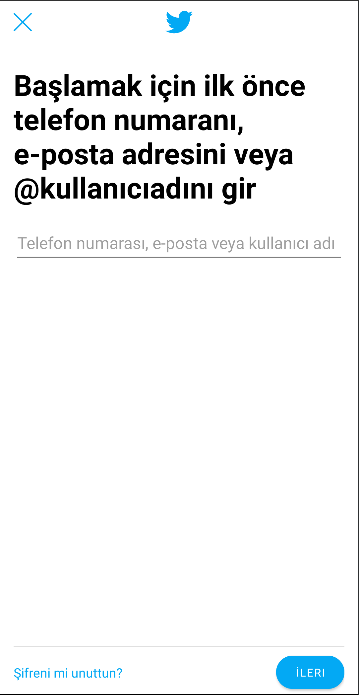 Başlamak için ilk önce
telefon numaranı,
e-posta adresini veya
@kullanıcıadını gir
Telefon numarası, e-posta veya kullanıcı adı
Şifreni mi unuttun?
İLERI